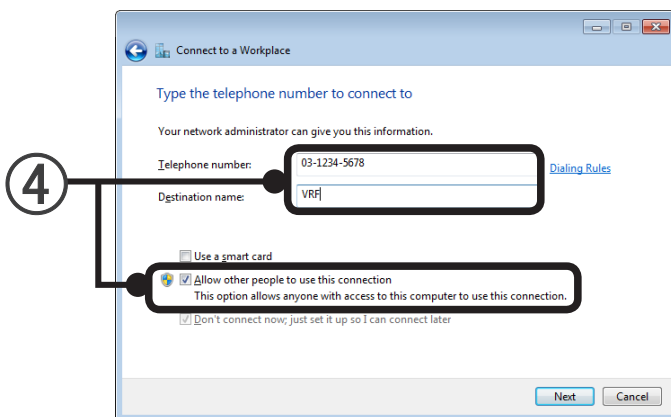 Connect to a Workplace
Type the telephone number to connect to
Your network administrator can give you this information.
Telephone number:
03-1234-5678
Dialing Rules
Destination name:
VRF
4
Use a smart card
Allow other people to use this connection
This option allows anyone with access to this computer to use this connection.
Don't connect now; just set it up so I can connect later
Next
Cancel